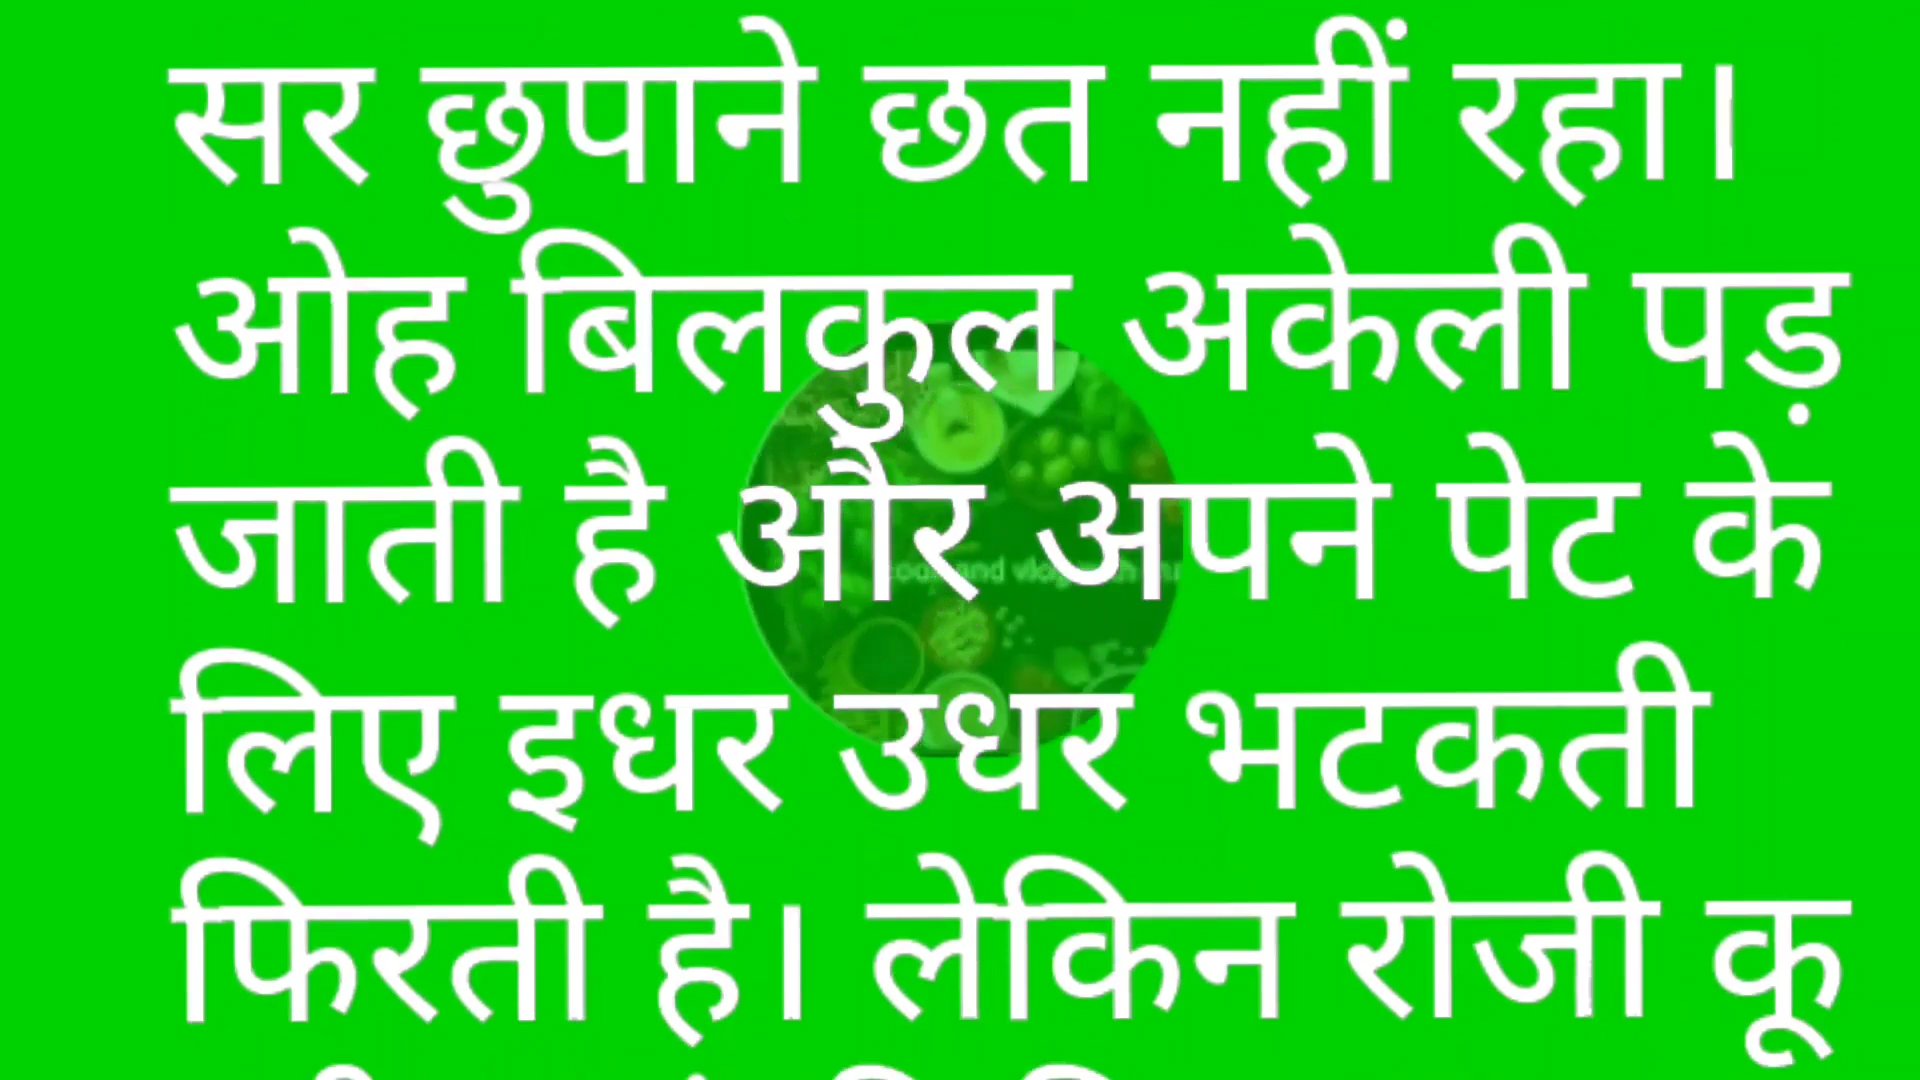 सर छुपाने छत नहीं रहा।
ओह बिलकुल अकेली पड़
जाती है और अपने पेट के
लिए इधर उधर भटकती
फिरती है। लेकिन रोजी कू